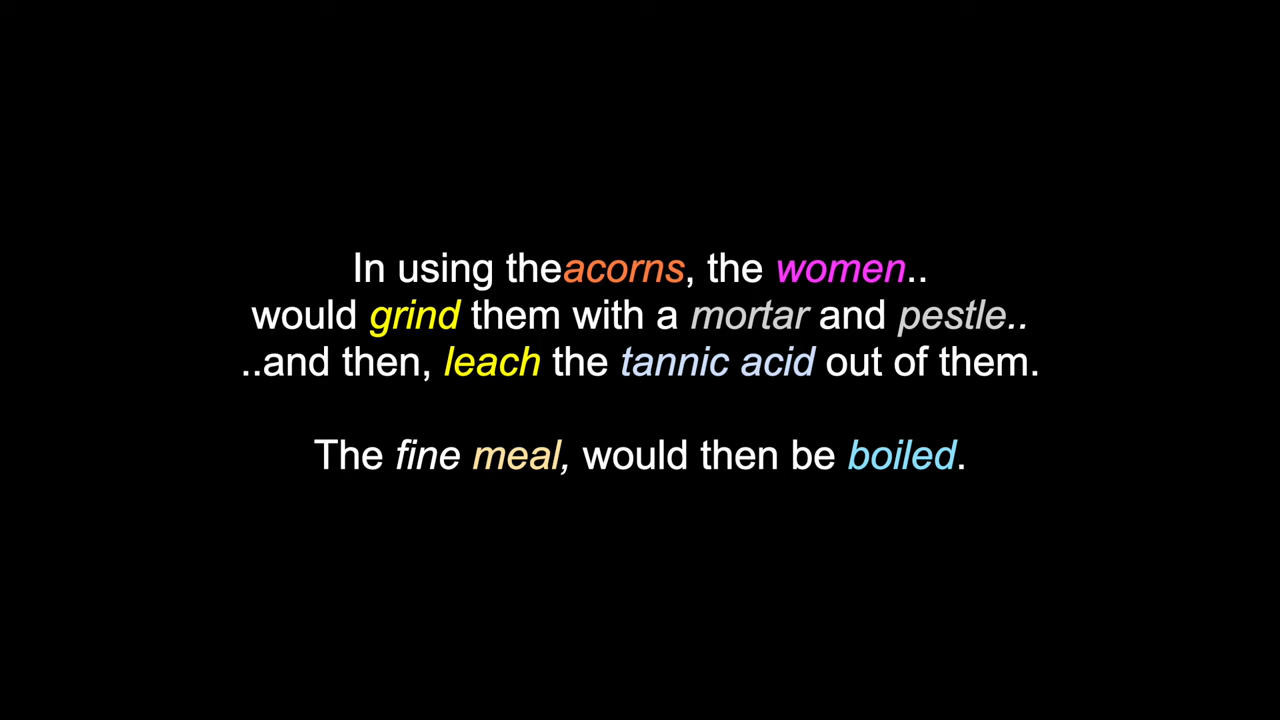 In using theacorns, the women..
would grind them with a mortar and pestle..
..and then, leach the tannic acid out of them.
The fine meal, would then be boiled.